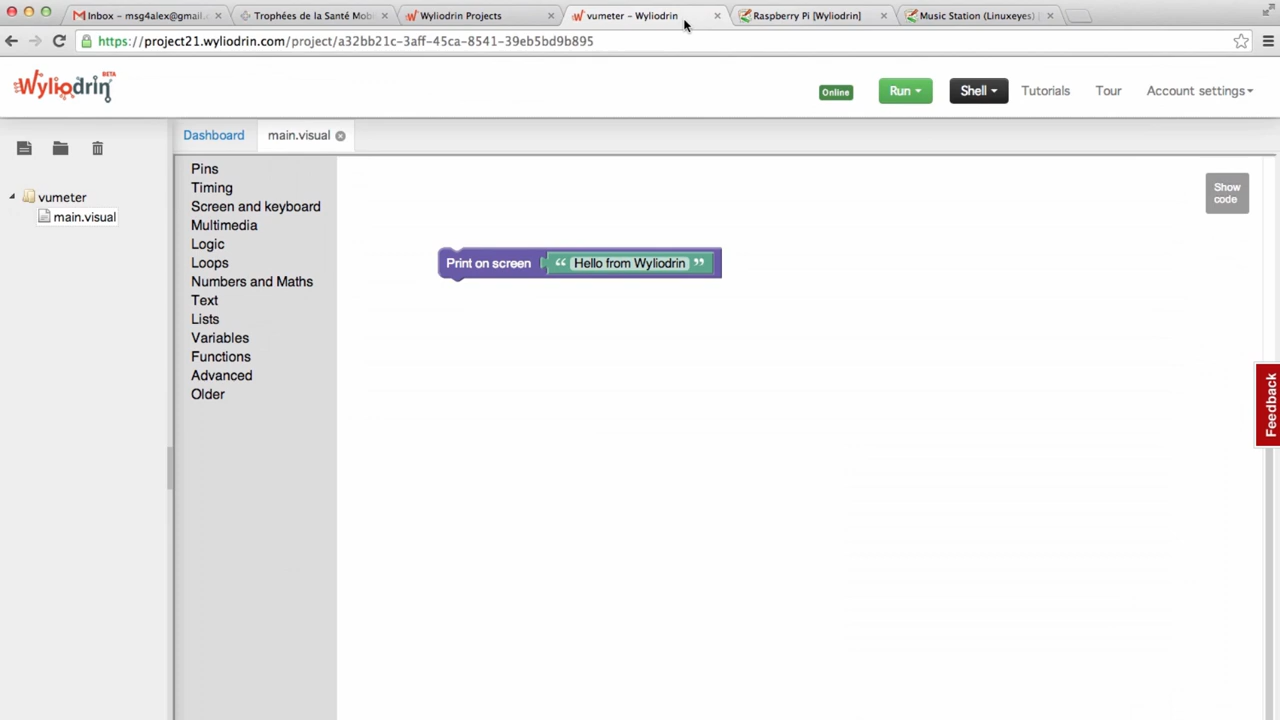 Inbox – msg4alex@gmail.
Trophées de la Santé Mobi
Wyliodrin Projects
vumeter – Wyliodrin
Raspberry Pi [Wyliodrin]
Music Station (Linuxeyes) |
https://project21.wyliodrin.com/project/a32bb21c-3aff-45ca-8541-39eb5bd9b895
Wyliodrin BETA
Online
Run
Shell
Tutorials
Tour
Account settings
Dashboard
main.visual
vumeter
main.visual
Pins
Timing
Screen and keyboard
Multimedia
Logic
Loops
Numbers and Maths
Text
Lists
Variables
Functions
Advanced
Older
Print on screen “ Hello from Wyliodrin ”
Show
code
Feedback